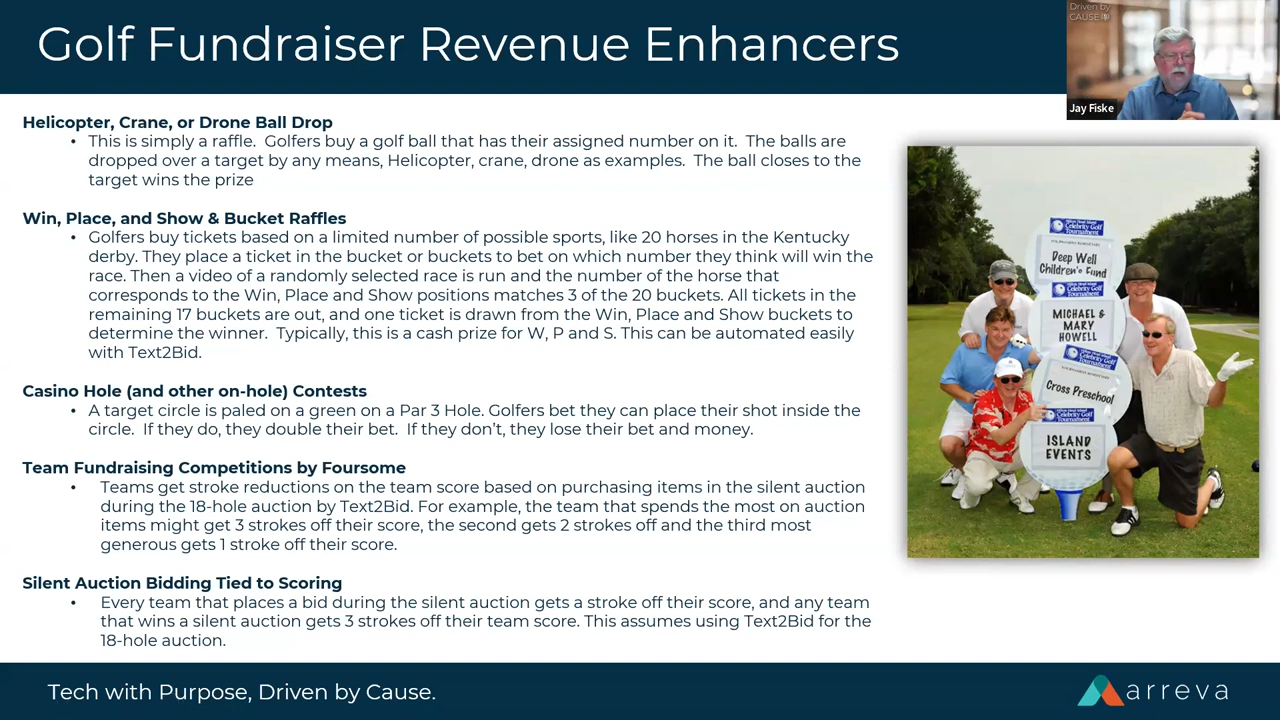 Golf Fundraiser Revenue Enhancers
Driven by
CAUSE
Jay Fiske
Helicopter, Crane, or Drone Ball Drop
• This is simply a raffle. Golfers buy a golf ball that has their assigned number on it. The balls are
dropped over a target by any means, Helicopter, crane, drone as examples. The ball closes to the
target wins the prize
Win, Place, and Show & Bucket Raffles
• Golfers buy tickets based on a limited number of possible sports, like 20 horses in the Kentucky
derby. They place a ticket in the bucket or buckets to bet on which number they think will win the
race. Then a video of a randomly selected race is run and the number of the horse that
corresponds to the Win, Place and Show positions matches 3 of the 20 buckets. All tickets in the
remaining 17 buckets are out, and one ticket is drawn from the Win, Place and Show buckets to
determine the winner. Typically, this is a cash prize for W, P and S. This can be automated easily
with Text2Bid.
Casino Hole (and other on-hole) Contests
• A target circle is paled on a green on a Par 3 Hole. Golfers bet they can place their shot inside the
circle. If they do, they double their bet. If they don't, they lose their bet and money.
Team Fundraising Competitions by Foursome
• Teams get stroke reductions on the team score based on purchasing items in the silent auction
during the 18-hole auction by Text2Bid. For example, the team that spends the most on auction
items might get 3 strokes off their score, the second gets 2 strokes off and the third most
generous gets 1 stroke off their score.
Silent Auction Bidding Tied to Scoring
• Every team that places a bid during the silent auction gets a stroke off their score, and any team
that wins a silent auction gets 3 strokes off their team score. This assumes using Text2Bid for the
18-hole auction.
Celebrity Golf
Tournament
Deep Well
Children's Fund
Celebrity Golf
Tournament
MICHAEL &
MARY
HOWELL
Celebrity Golf
Tournament
Cross Preschool
Celebrity Golf
Tournament
ISLAND
EVENTS
Tech with Purpose, Driven by Cause.
arreva